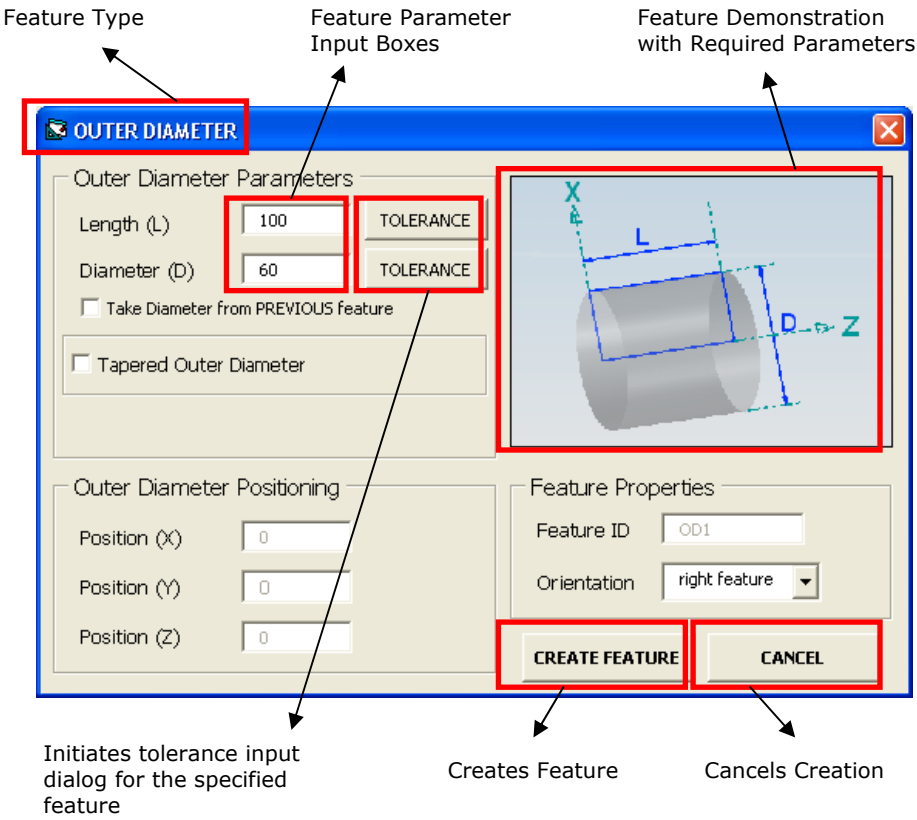 Feature Type
Feature Parameter
Input Boxes
Feature Demonstration
with Required Parameters
OUTER DIAMETER
Outer Diameter Parameters
Length (L)
100
TOLERANCE
Diameter (D)
60
TOLERANCE
Take Diameter from PREVIOUS feature
Tapered Outer Diameter
X
L
D
Z
Outer Diameter Positioning
Position (X)
0
Position (Y)
0
Position (Z)
0
Feature Properties
Feature ID
OD1
Orientation
right feature
CREATE FEATURE
CANCEL
Initiates tolerance input
dialog for the specified
feature
Creates Feature
Cancels Creation